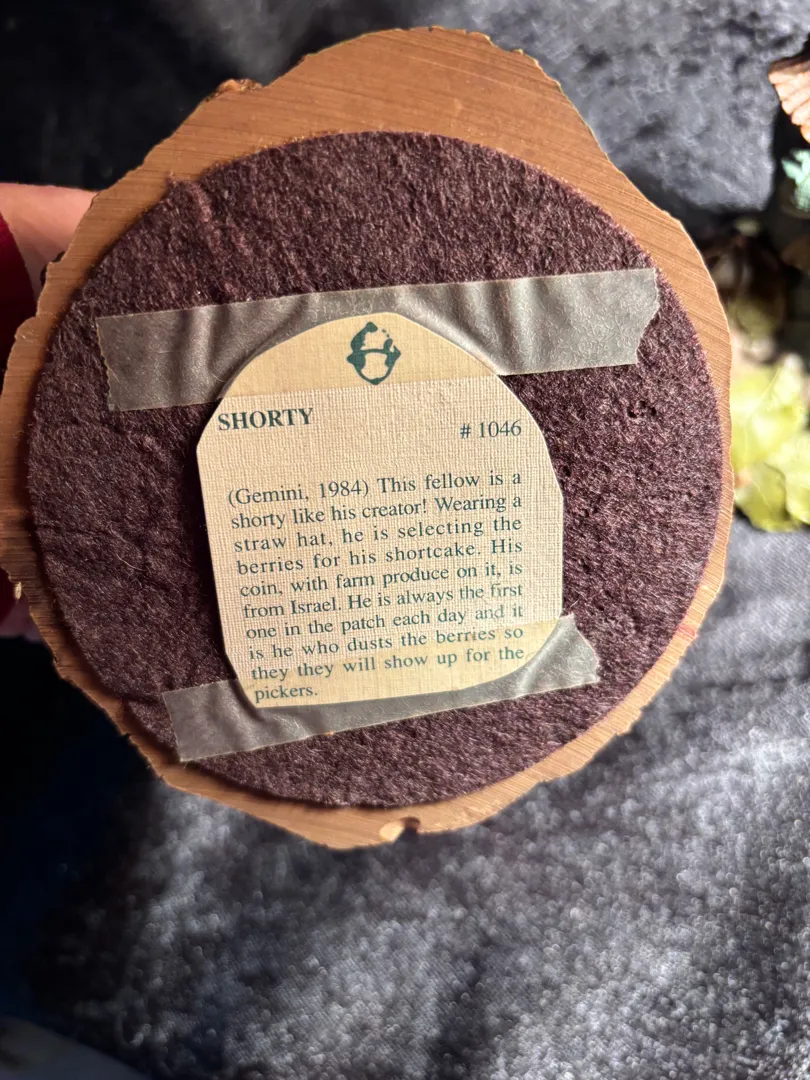 SHORTY
# 1046
(Gemini, 1984) This fellow is a
shorty like his creator! Wearing a
straw hat, he is selecting the
berries for his shortcake. His
coin, with farm produce on it, is
from Israel. He is always the first
one in the patch each day and it
is he who dusts the berries so
they they will show up for the
pickers.